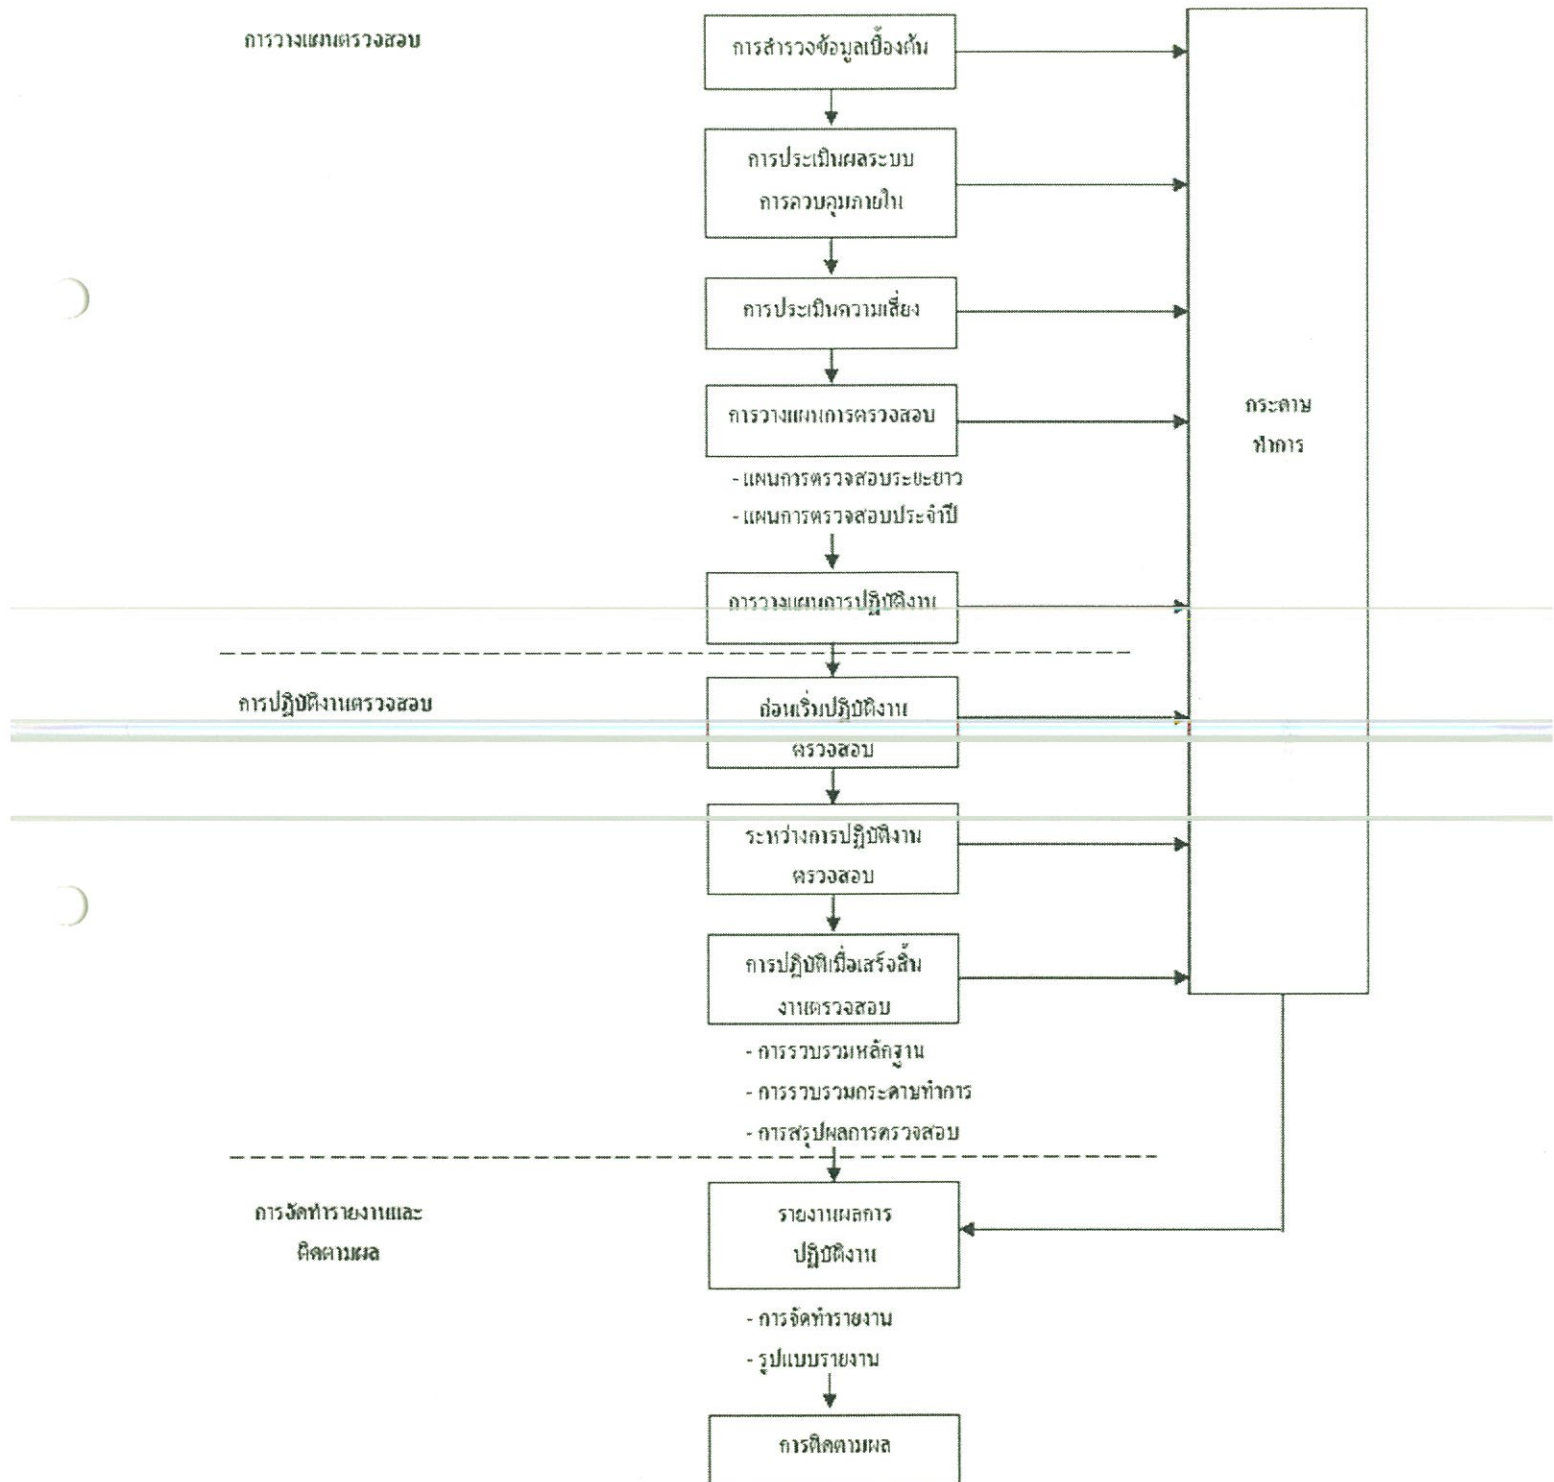 การวางแผนตรวจสอบ
การสำรวจข้อมูลเบื้องต้น
การประเมินผลระบบ
การควบคุมภายใน
การประเมินความเสี่ยง
การวางแผนการตรวจสอบ
- แผนการตรวจสอบระยะยาว
- แผนการตรวจสอบประจำปี
การวางแผนการปฏิบัติงาน
กระดาษ
ทำการ
การปฏิบัติงานตรวจสอบ
ก่อนเริ่มปฏิบัติงาน
ตรวจสอบ
ระหว่างการปฏิบัติงาน
ตรวจสอบ
การปฏิบัติเมื่อเสร็จสิ้น
งานตรวจสอบ
- การรวบรวมหลักฐาน
- การรวบรวมกระดาษทำการ
- การสรุปผลการตรวจสอบ
การจัดทำรายงานและ
ติดตามผล
รายงานผลการ
ปฏิบัติงาน
- การจัดทำรายงาน
- รูปแบบรายงาน
การติดตามผล